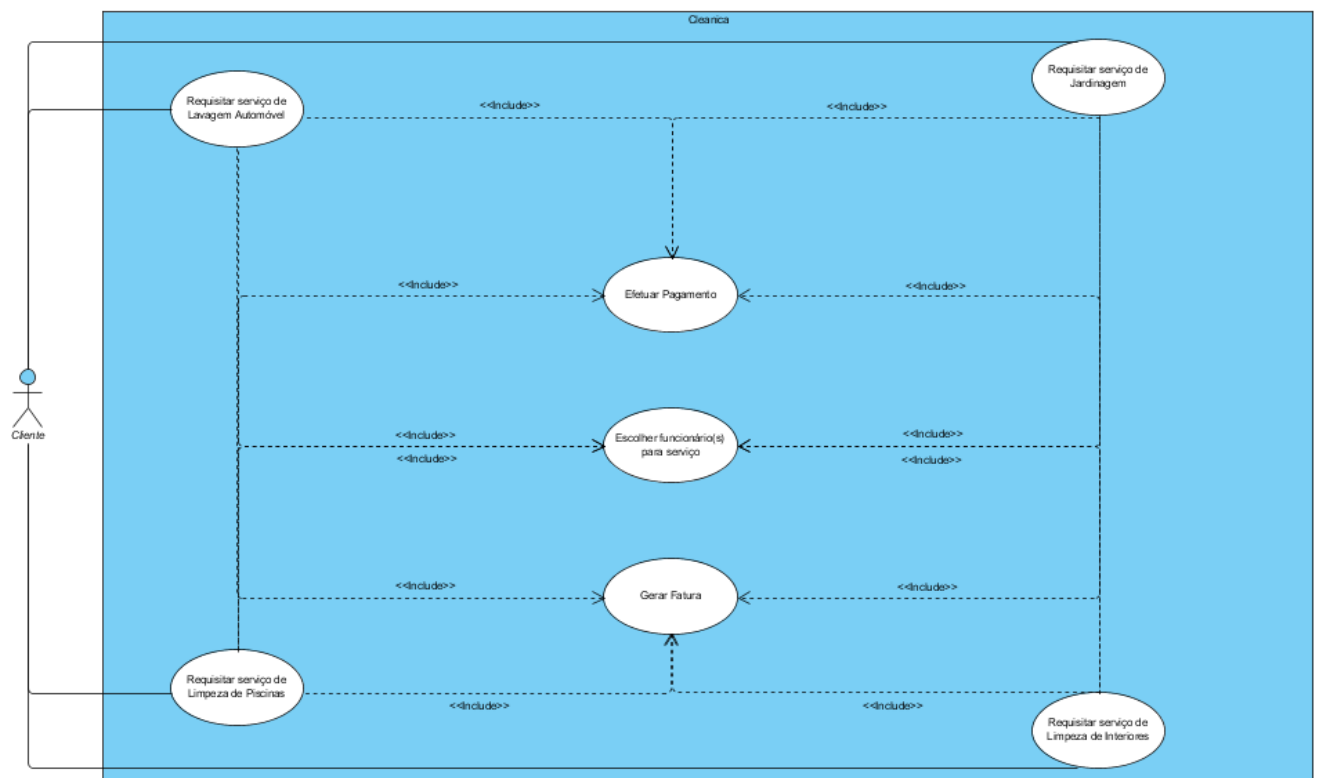 Cleanica
Requisitar serviço de
Jardinagem
Requisitar serviço de
Lavagem Automóvel
<<Include>>
<<Include>>
<<Include>>
Efetuar Pagamento
<<Include>>
Cliente
<<Include>>
<<Include>>
Escolher funcionário(s)
para serviço
<<Include>>
<<Include>>
<<Include>>
Gerar Fatura
<<Include>>
Requisitar serviço de
Limpeza de Piscinas
<<Include>>
<<Include>>
Requisitar serviço de
Limpeza de Interiores